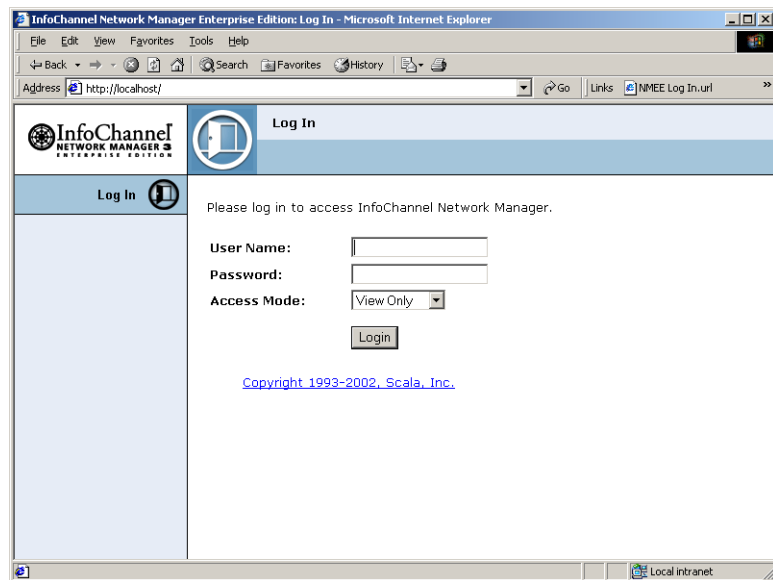 InfoChannel Network Manager Enterprise Edition: Log In - Microsoft Internet Explorer
File Edit View Favorites Tools Help
Back Search Favorites History
Address http://localhost/ Go Links NMEE Log In.url »
InfoChannel
NETWORK MANAGER 3
ENTERPRISE EDITION
Log In
Log In
Please log in to access InfoChannel Network Manager.
User Name:
Password:
Access Mode: View Only
Login
Copyright 1993-2002, Scala, Inc.
Local intranet